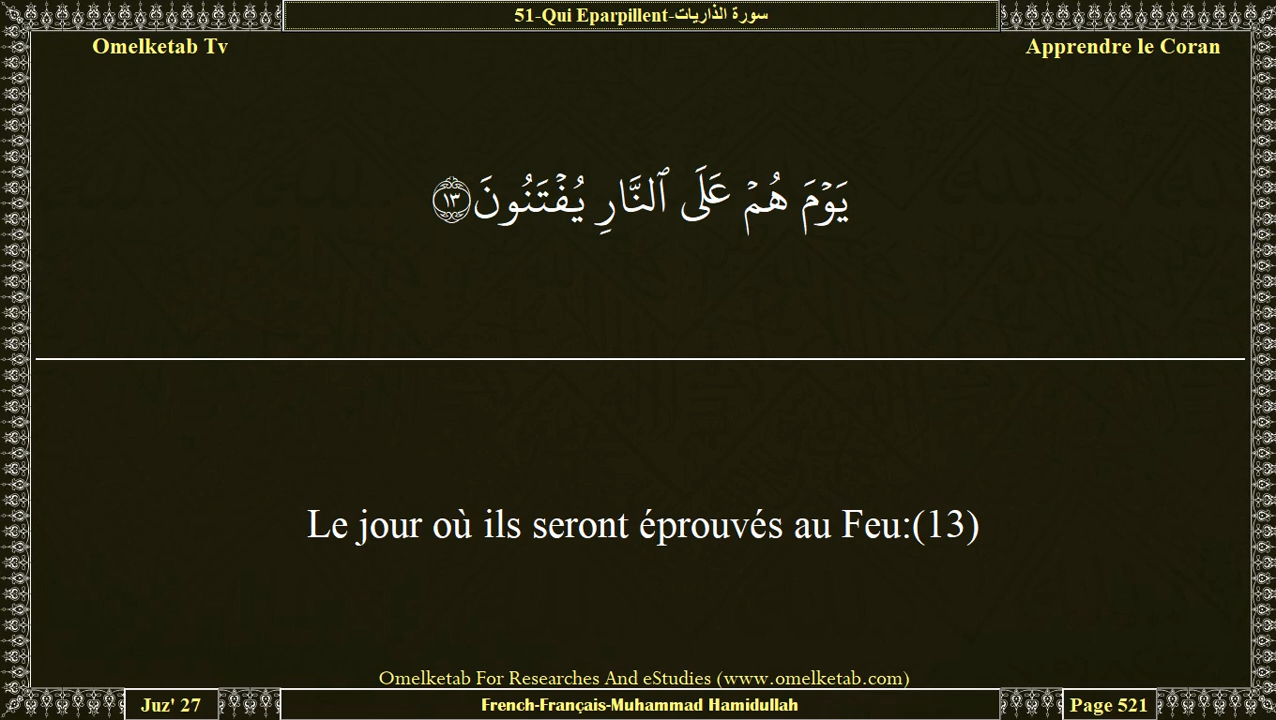 51-Qui Eparpillent-سورة الذاريات
Omelketab Tv
Apprendre le Coran
يَوْمَ هُمْ عَلَى ٱلنَّارِ يُفْتَنُونَ ١٣
Le jour où ils seront éprouvés au Feu:(13)
Omelketab For Researches And eStudies (www.omelketab.com)
Juz' 27
French-Français-Muhammad Hamidullah
Page 521